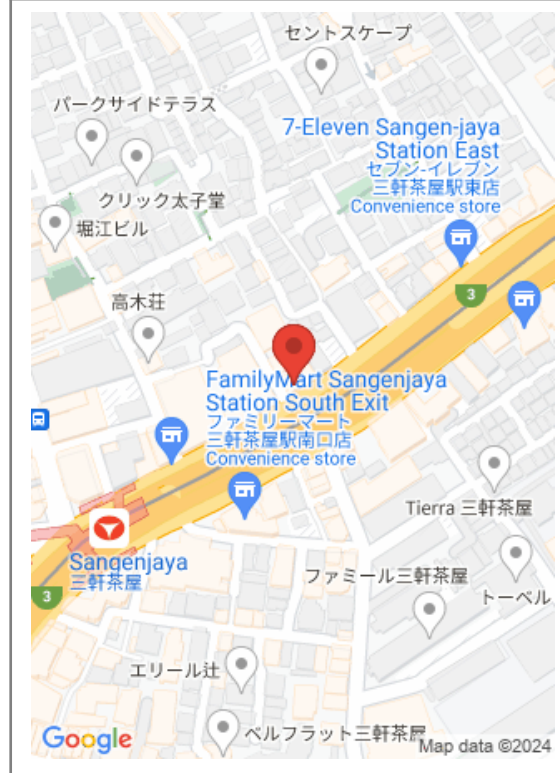 セントスケープ
パークサイドテラス
7-Eleven Sangen-jaya
Station East
セブン-イレブン
三軒茶屋駅東店
Convenience store
クリック太子堂
堀江ビル
3
高木荘
FamilyMart Sangenjaya
Station South Exit
ファミリーマート
三軒茶屋駅南口店
Convenience store
Tierra 三軒茶屋
Sangenjaya
三軒茶屋
3
ファミール三軒茶屋
トーベル
エリール辻
ベルフラット三軒茶屋
Google
Map data ©2024